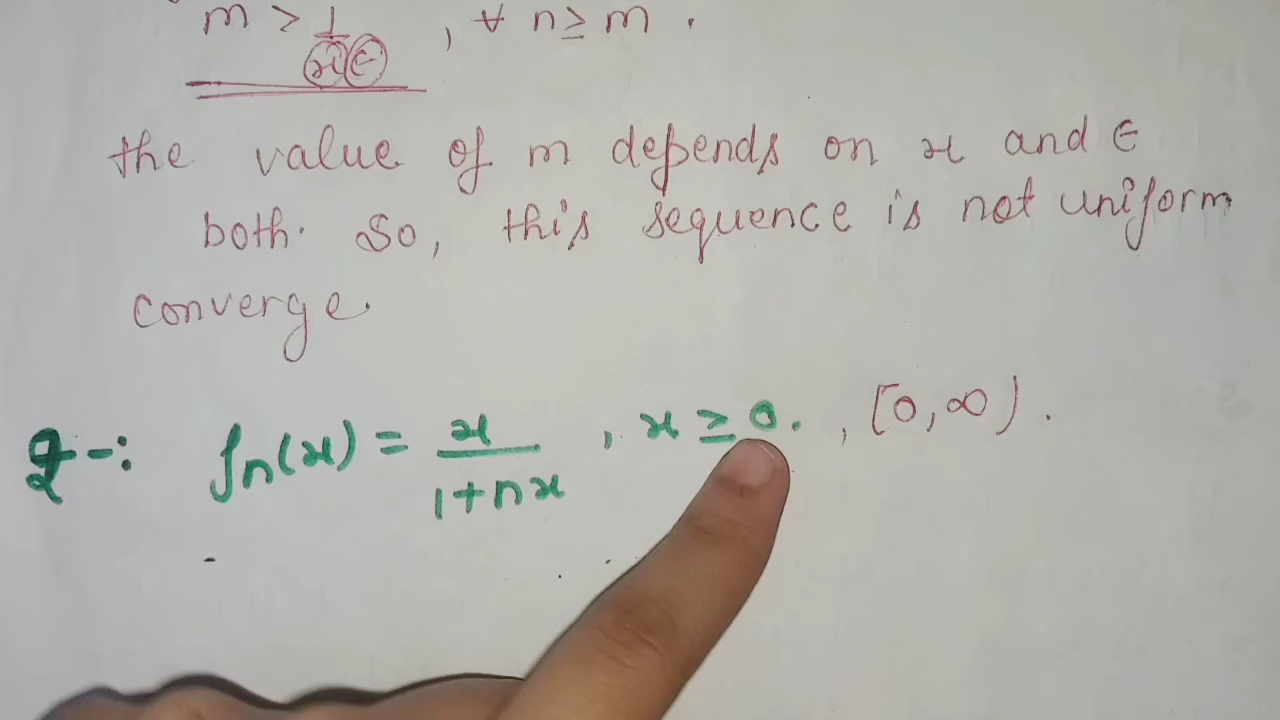 m > 1/xϵ , ∀ n ≥ m .
the value of m depends on x and ϵ
both. So, this sequence is not uniform
converge.
Q-: fn(x) = x/1+nx , x ≥ 0. , [0,∞) .